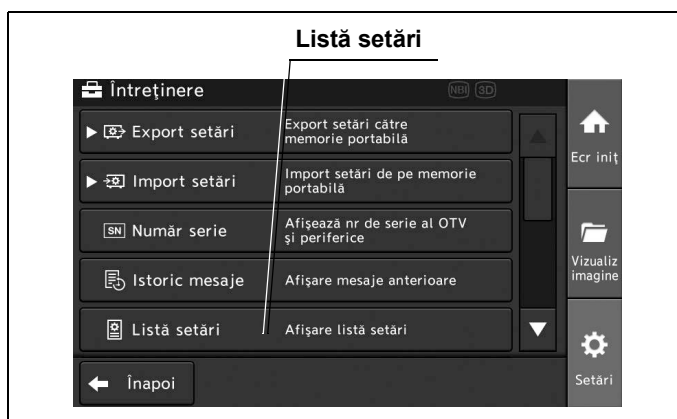 Listă setări
Întreţinere
NBI 3D
Export setări
Export setări către
memorie portabilă
Import setări
Import setări de pe memorie
portabilă
SN Număr serie
Afişează nr de serie al OTV
şi periferice
Istoric mesaje
Afişare mesaje anterioare
Listă setări
Afişare listă setări
Înapoi
Ecr iniţ
Vizualiz
imagine
Setări